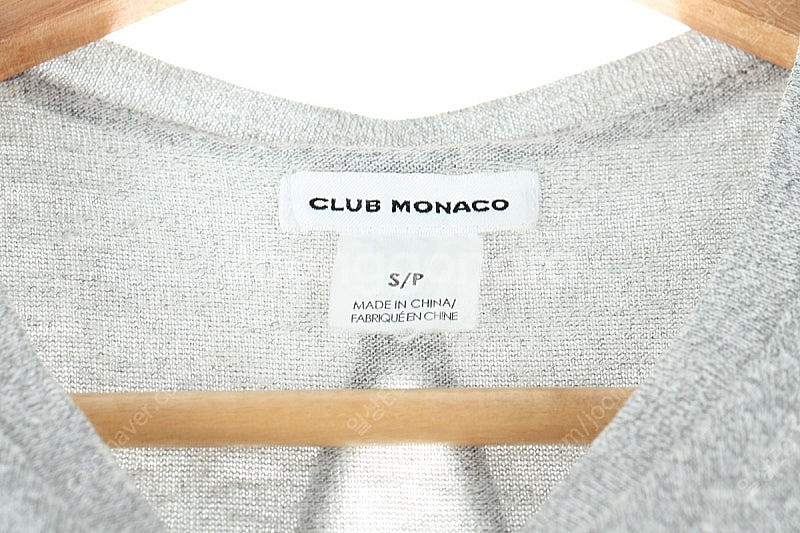 CLUB MONACO
S/P
MADE IN CHINA/
FABRIQUÉ EN CHINE